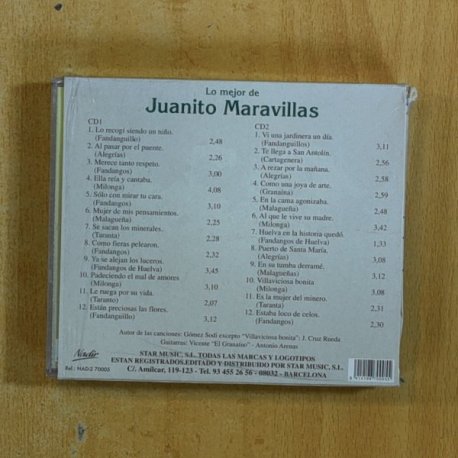 Lo mejor de
Juanito Maravillas
CD1
1. Lo recogí siendo un niño.
(Fandanguillo) 2,48
2. Al pasar por el puente.
(Alegrías) 2,26
3. Merece tanto respeto.
(Fandangos) 3,00
4. Ella reía y cantaba.
(Milonga) 4,08
5. Sólo con mirar tu cara.
(Fandangos) 3,10
6. Mujer de mis pensamientos.
(Malagueña) 2,25
7. Se sacan los minerales.
(Taranta) 2,28
8. Como fieras pelearon.
(Fandangos) 2,32
9. Ya se alejan los luceros.
(Fandangos de Huelva) 3,45
10. Padeciendo el mal de amores
(Milonga) 3,10
11. Le ruega por su vida.
(Taranto) 2,07
12. Están preciosas las flores.
(Fandanguillo) 3,12
CD2
1. Vi una jardinera un día.
(Fandanguillos) 3,11
2. Te llega a San Antolín.
(Cartagenera) 2,56
3. A rezar por la mañana.
(Alegrías) 2,58
4. Como una joya de arte.
(Granaína) 2,59
5. En la cama agonizaba.
(Malagueña) 2,48
6. Al que le vive su madre.
(Milonga) 3,42
7. Huelva en la historia quedó.
(Fandangos de Huelva) 1,33
8. Puerto de Santa María.
(Alegrías) 3,08
9. En su tumba derramé.
(Malagueña) 3,12
10. Villaviciosa bonita
(Milonga) 3,08
11. Es la mujer del minero.
(Taranta) 2,31
12. Estaba loco de celos.
(Fandangos) 2,30
Autor de las canciones: Gómez Sodi excepto "Villaviciosa bonita": J. Cruz Rueda
Guitarras: Vicente "El Granaíno" - Antonio Arenas
Nadir
Ref.: NAD-2 70005
STAR MUSIC, S.L. TODAS LAS MARCAS Y LOGOTIPOS
ESTAN REGISTRADOS.EDITADO Y DISTRIBUIDO POR STAR MUSIC, S.L.
C/. Amílcar, 119-123 - Tel. 93 455 26 56 - 08032 - BARCELONA